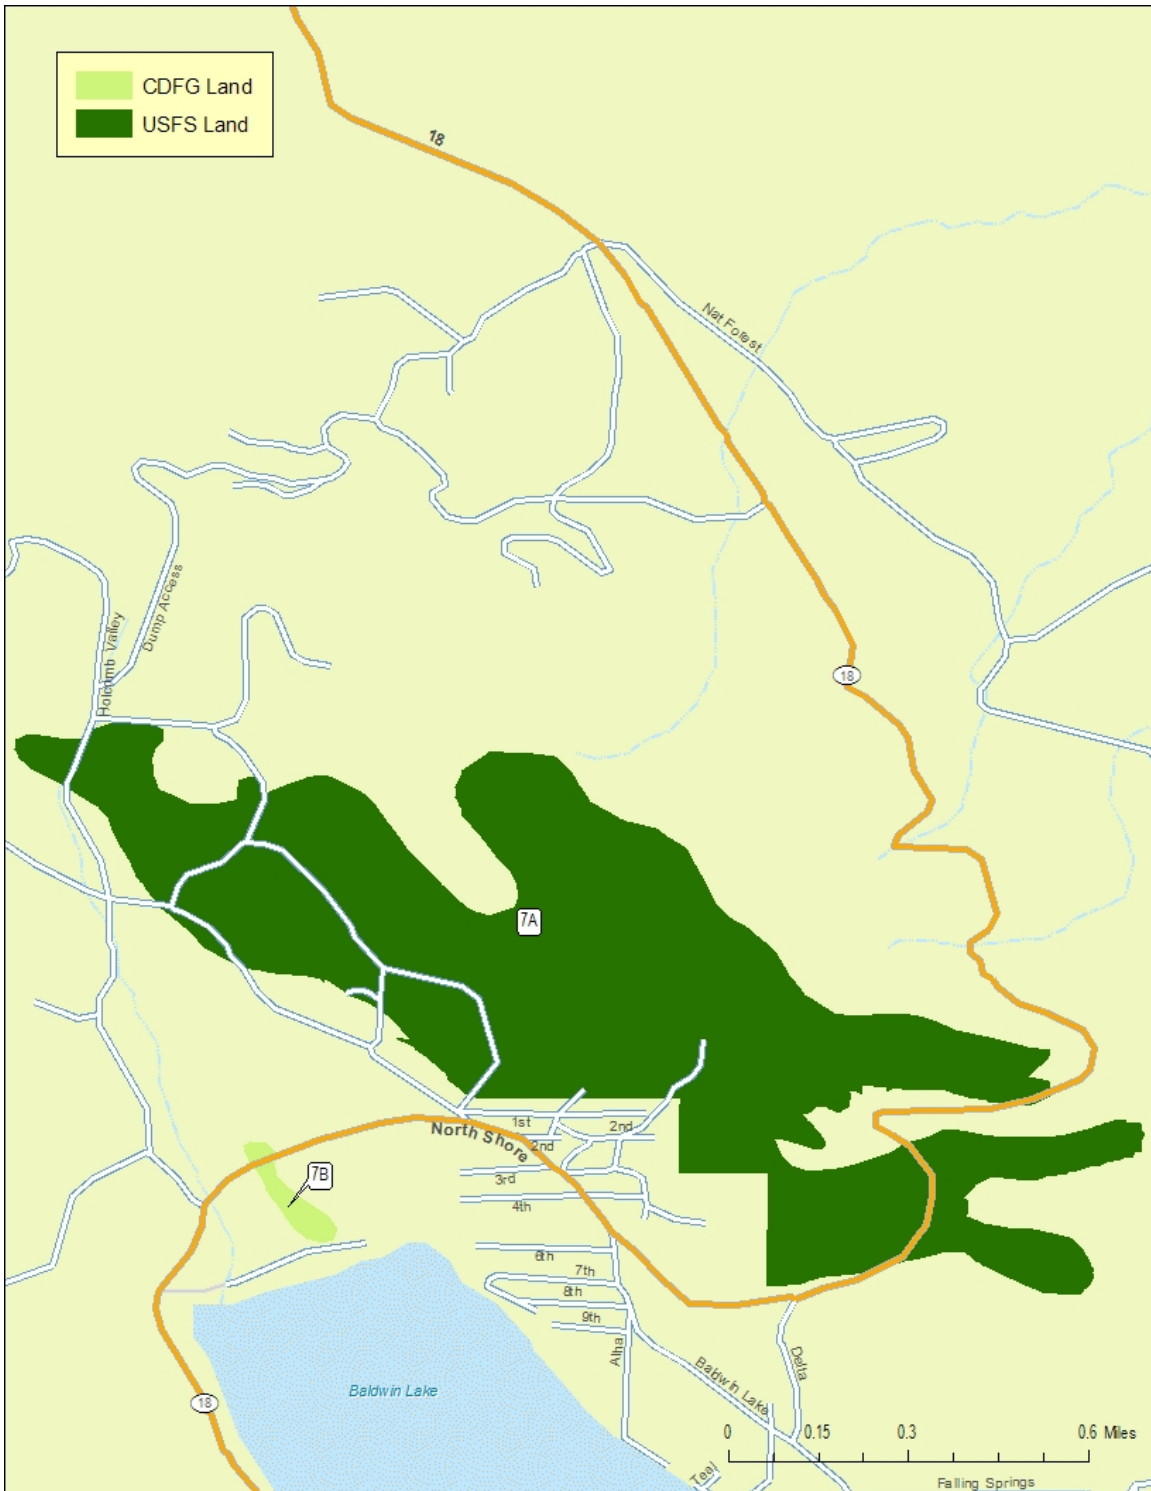 CDFG Land
USFS Land
18
Nat Forest
Dump Access
Holcomb Valley
18
7A
1st
2nd
North Shore
2nd
7B
3rd
4th
6th
7th
8th
9th
Alha
Baldwin Lake
Delta
Baldwin Lake
18
0 0.15 0.3 0.6 Miles
Teal
Falling Springs